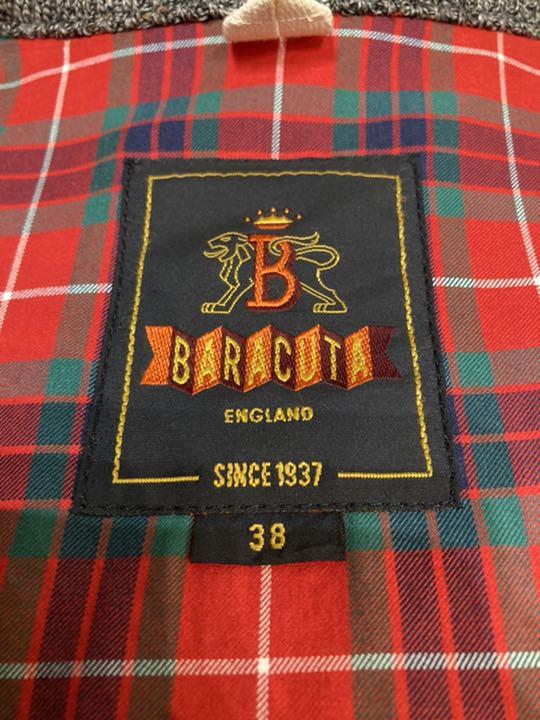 B
BARACUTA
ENGLAND
SINCE 1937
38